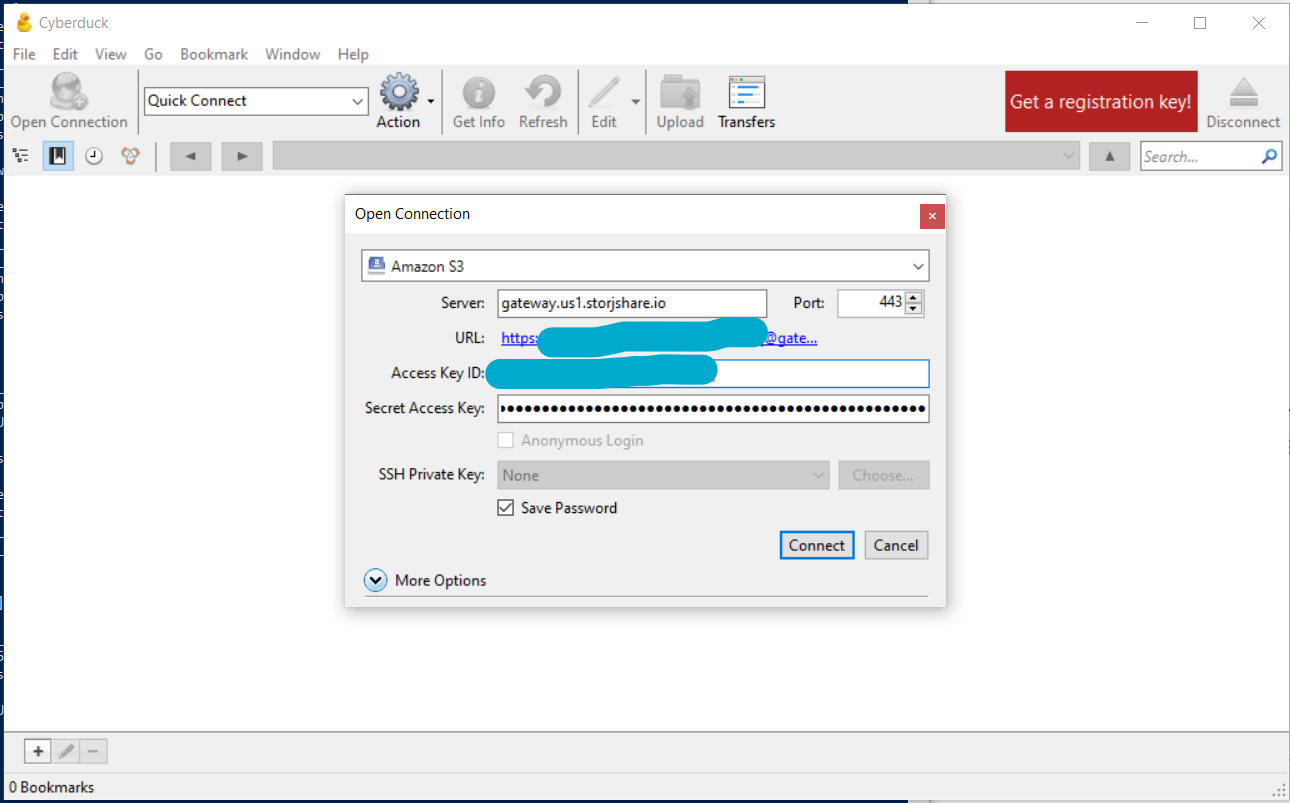 Cyberduck
File Edit View Go Bookmark Window Help
Open Connection
Quick Connect
Action
Get Info
Refresh
Edit
Upload
Transfers
Get a registration key!
Disconnect
Search...
Open Connection
Amazon S3
Server: gateway.us1.storjshare.io Port: 443
URL: https: @gate...
Access Key ID:
Secret Access Key: 
Anonymous Login
SSH Private Key: None Choose...
Save Password
Connect Cancel
More Options
0 Bookmarks